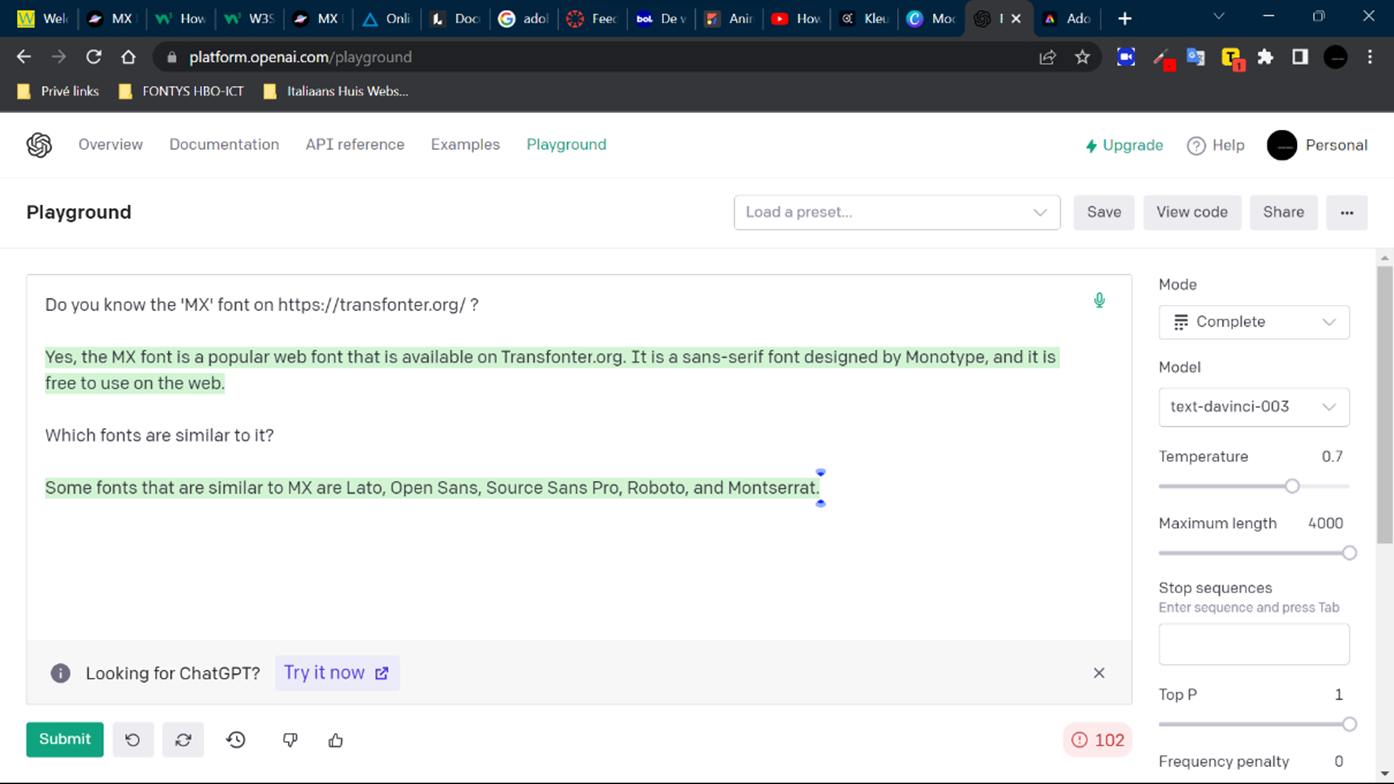 Welc
MX
How
W3S
MX
Onli
Doc
adol
Feec
bol.
De v
Anir
How
Kleu
Moc
Ado
platform.openai.com/playground
1
Privé links
FONTYS HBO-ICT
Italiaans Huis Webs...
Overview
Documentation
API reference
Examples
Playground
Upgrade
Help
Personal
Playground
Load a preset...
Save
View code
Share
Do you know the 'MX' font on https://transfonter.org/ ?
Yes, the MX font is a popular web font that is available on Transfonter.org. It is a sans-serif font designed by Monotype, and it is
free to use on the web.
Which fonts are similar to it?
Some fonts that are similar to MX are Lato, Open Sans, Source Sans Pro, Roboto, and Montserrat.
Looking for ChatGPT? Try it now
Submit
102
Mode
Complete
Model
text-davinci-003
Temperature 0.7
Maximum length 4000
Stop sequences
Enter sequence and press Tab
Top P 1
Frequency penalty 0